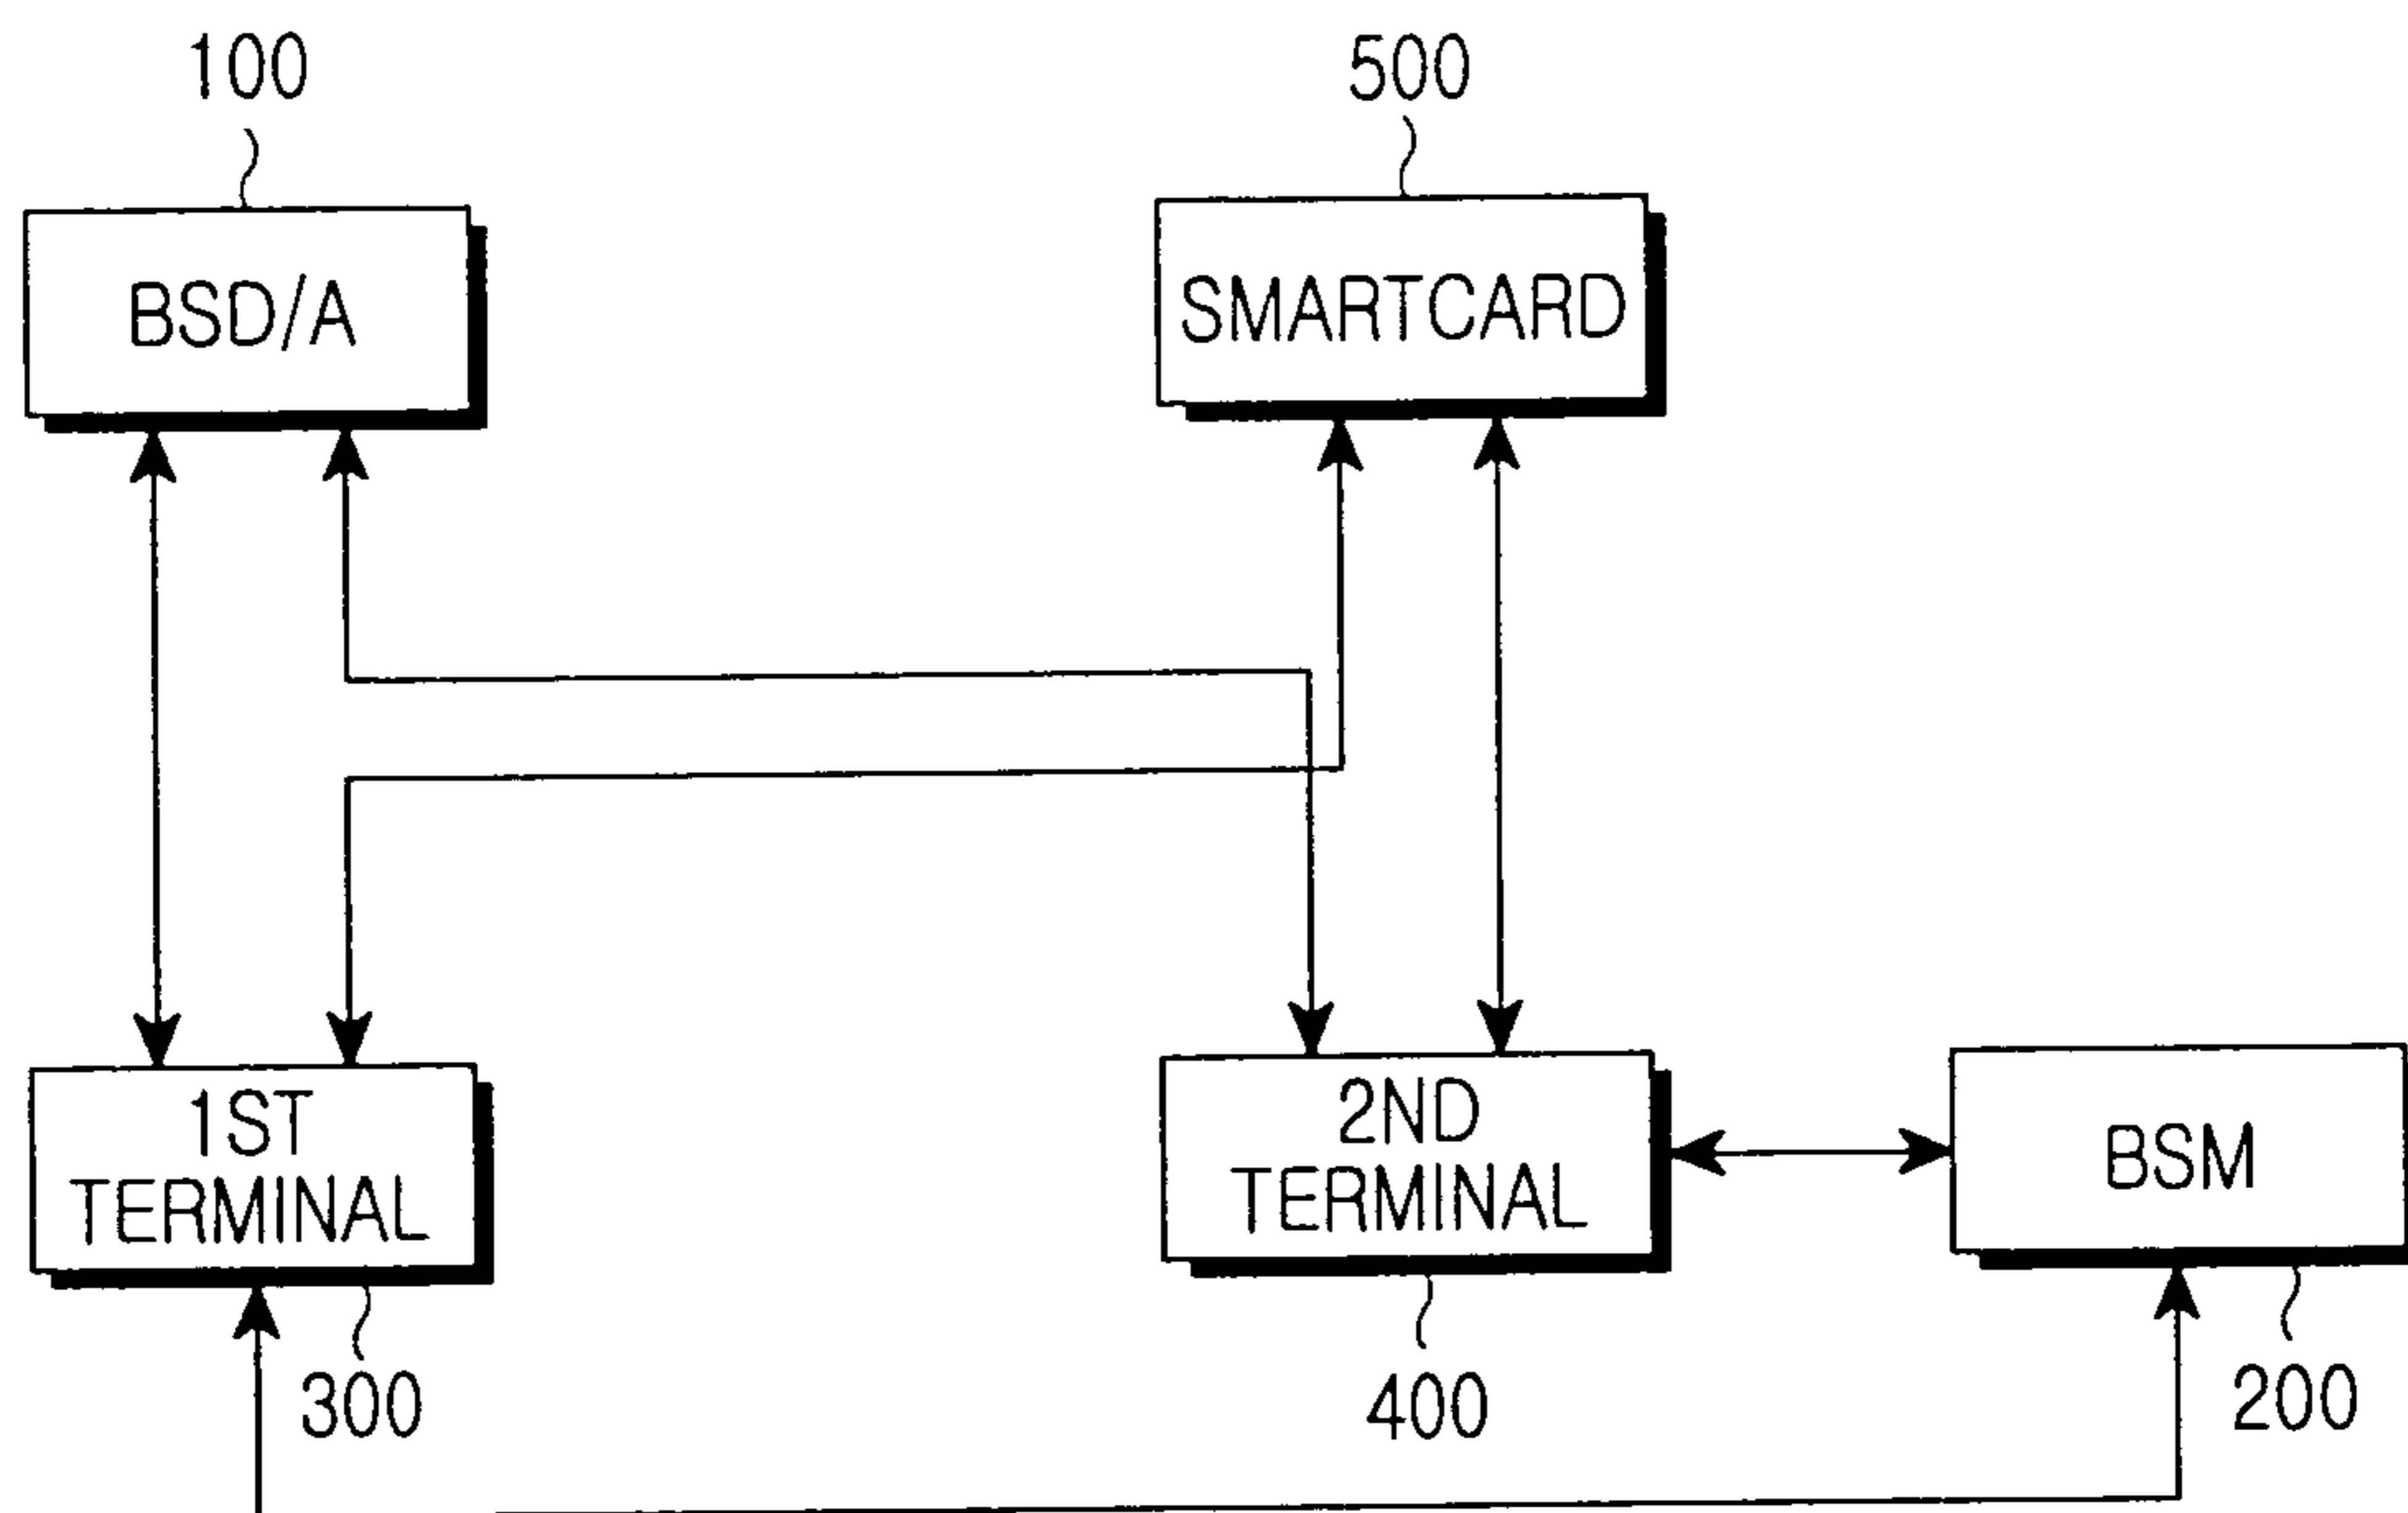 100
500
BSD/A
SMARTCARD
1ST
TERMINAL
2ND
TERMINAL
BSM
300
400
200